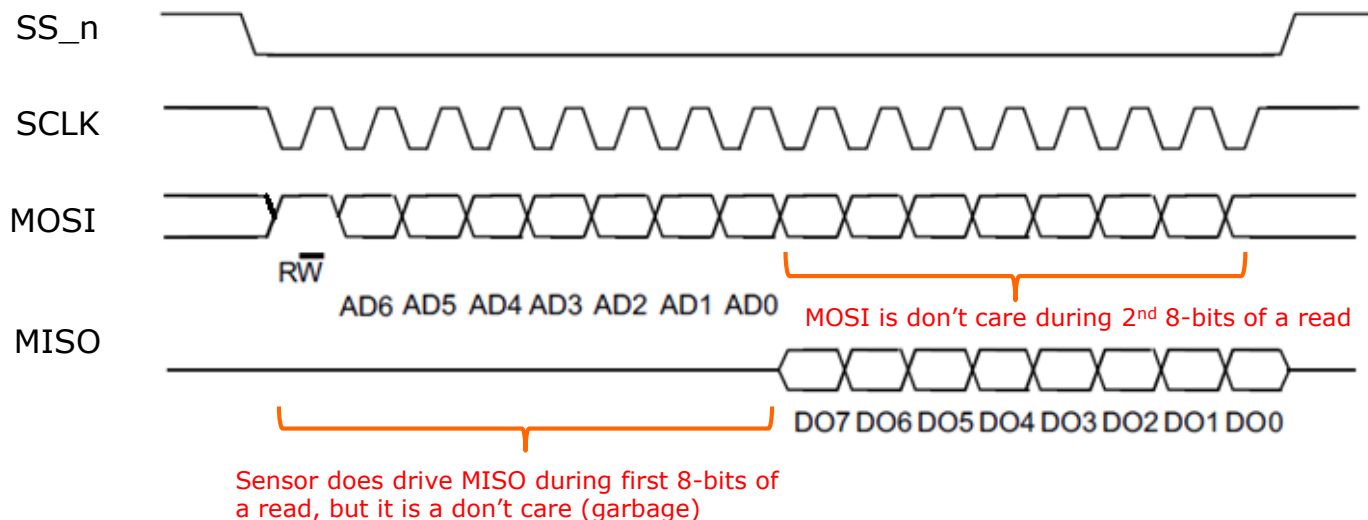 SS_n
SCLK
MOSI
RW̅
AD6 AD5 AD4 AD3 AD2 AD1 AD0
MOSI is don’t care during 2nd 8-bits of a read
MISO
DO7 DO6 DO5 DO4 DO3 DO2 DO1 DO0
Sensor does drive MISO during first 8-bits of
a read, but it is a don’t care (garbage)